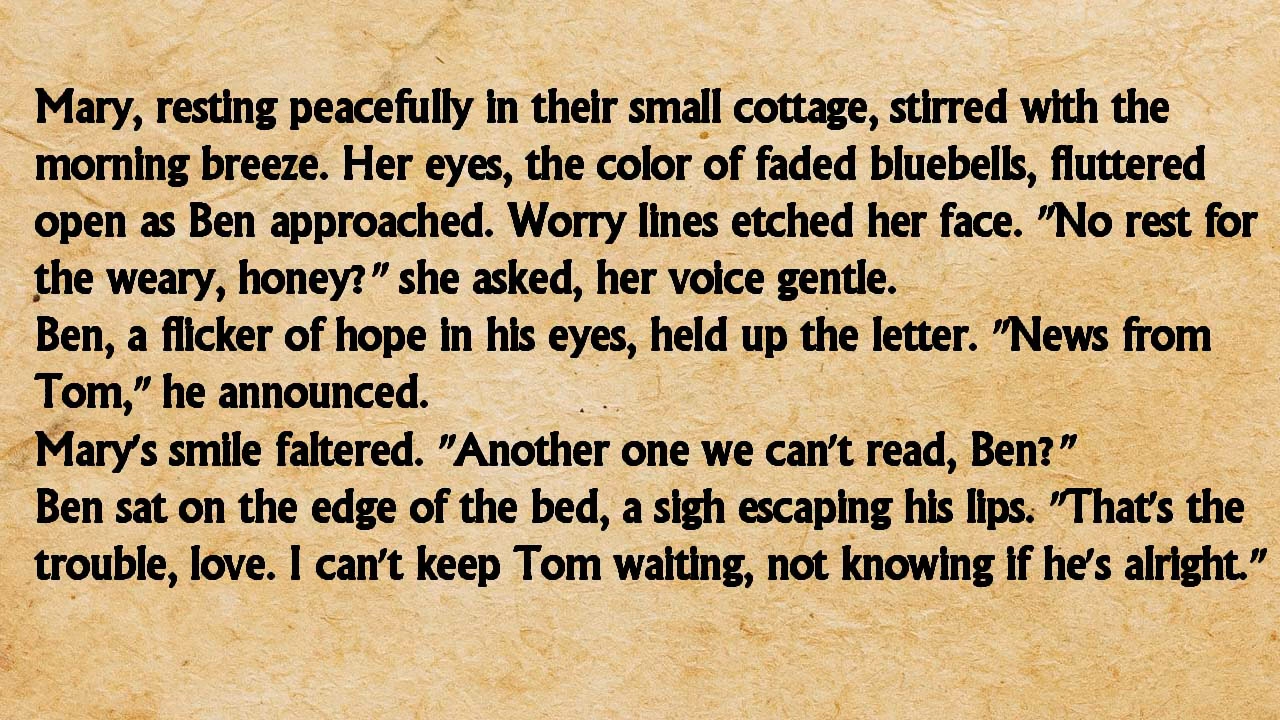 Mary, resting peacefully in their small cottage, stirred with the
morning breeze. Her eyes, the color of faded bluebells, fluttered
open as Ben approached. Worry lines etched her face. "No rest for
the weary, honey?" she asked, her voice gentle.
Ben, a flicker of hope in his eyes, held up the letter. "News from
Tom," he announced.
Mary's smile faltered. "Another one we can't read, Ben?"
Ben sat on the edge of the bed, a sigh escaping his lips. "That's the
trouble, love. I can't keep Tom waiting, not knowing if he's alright."